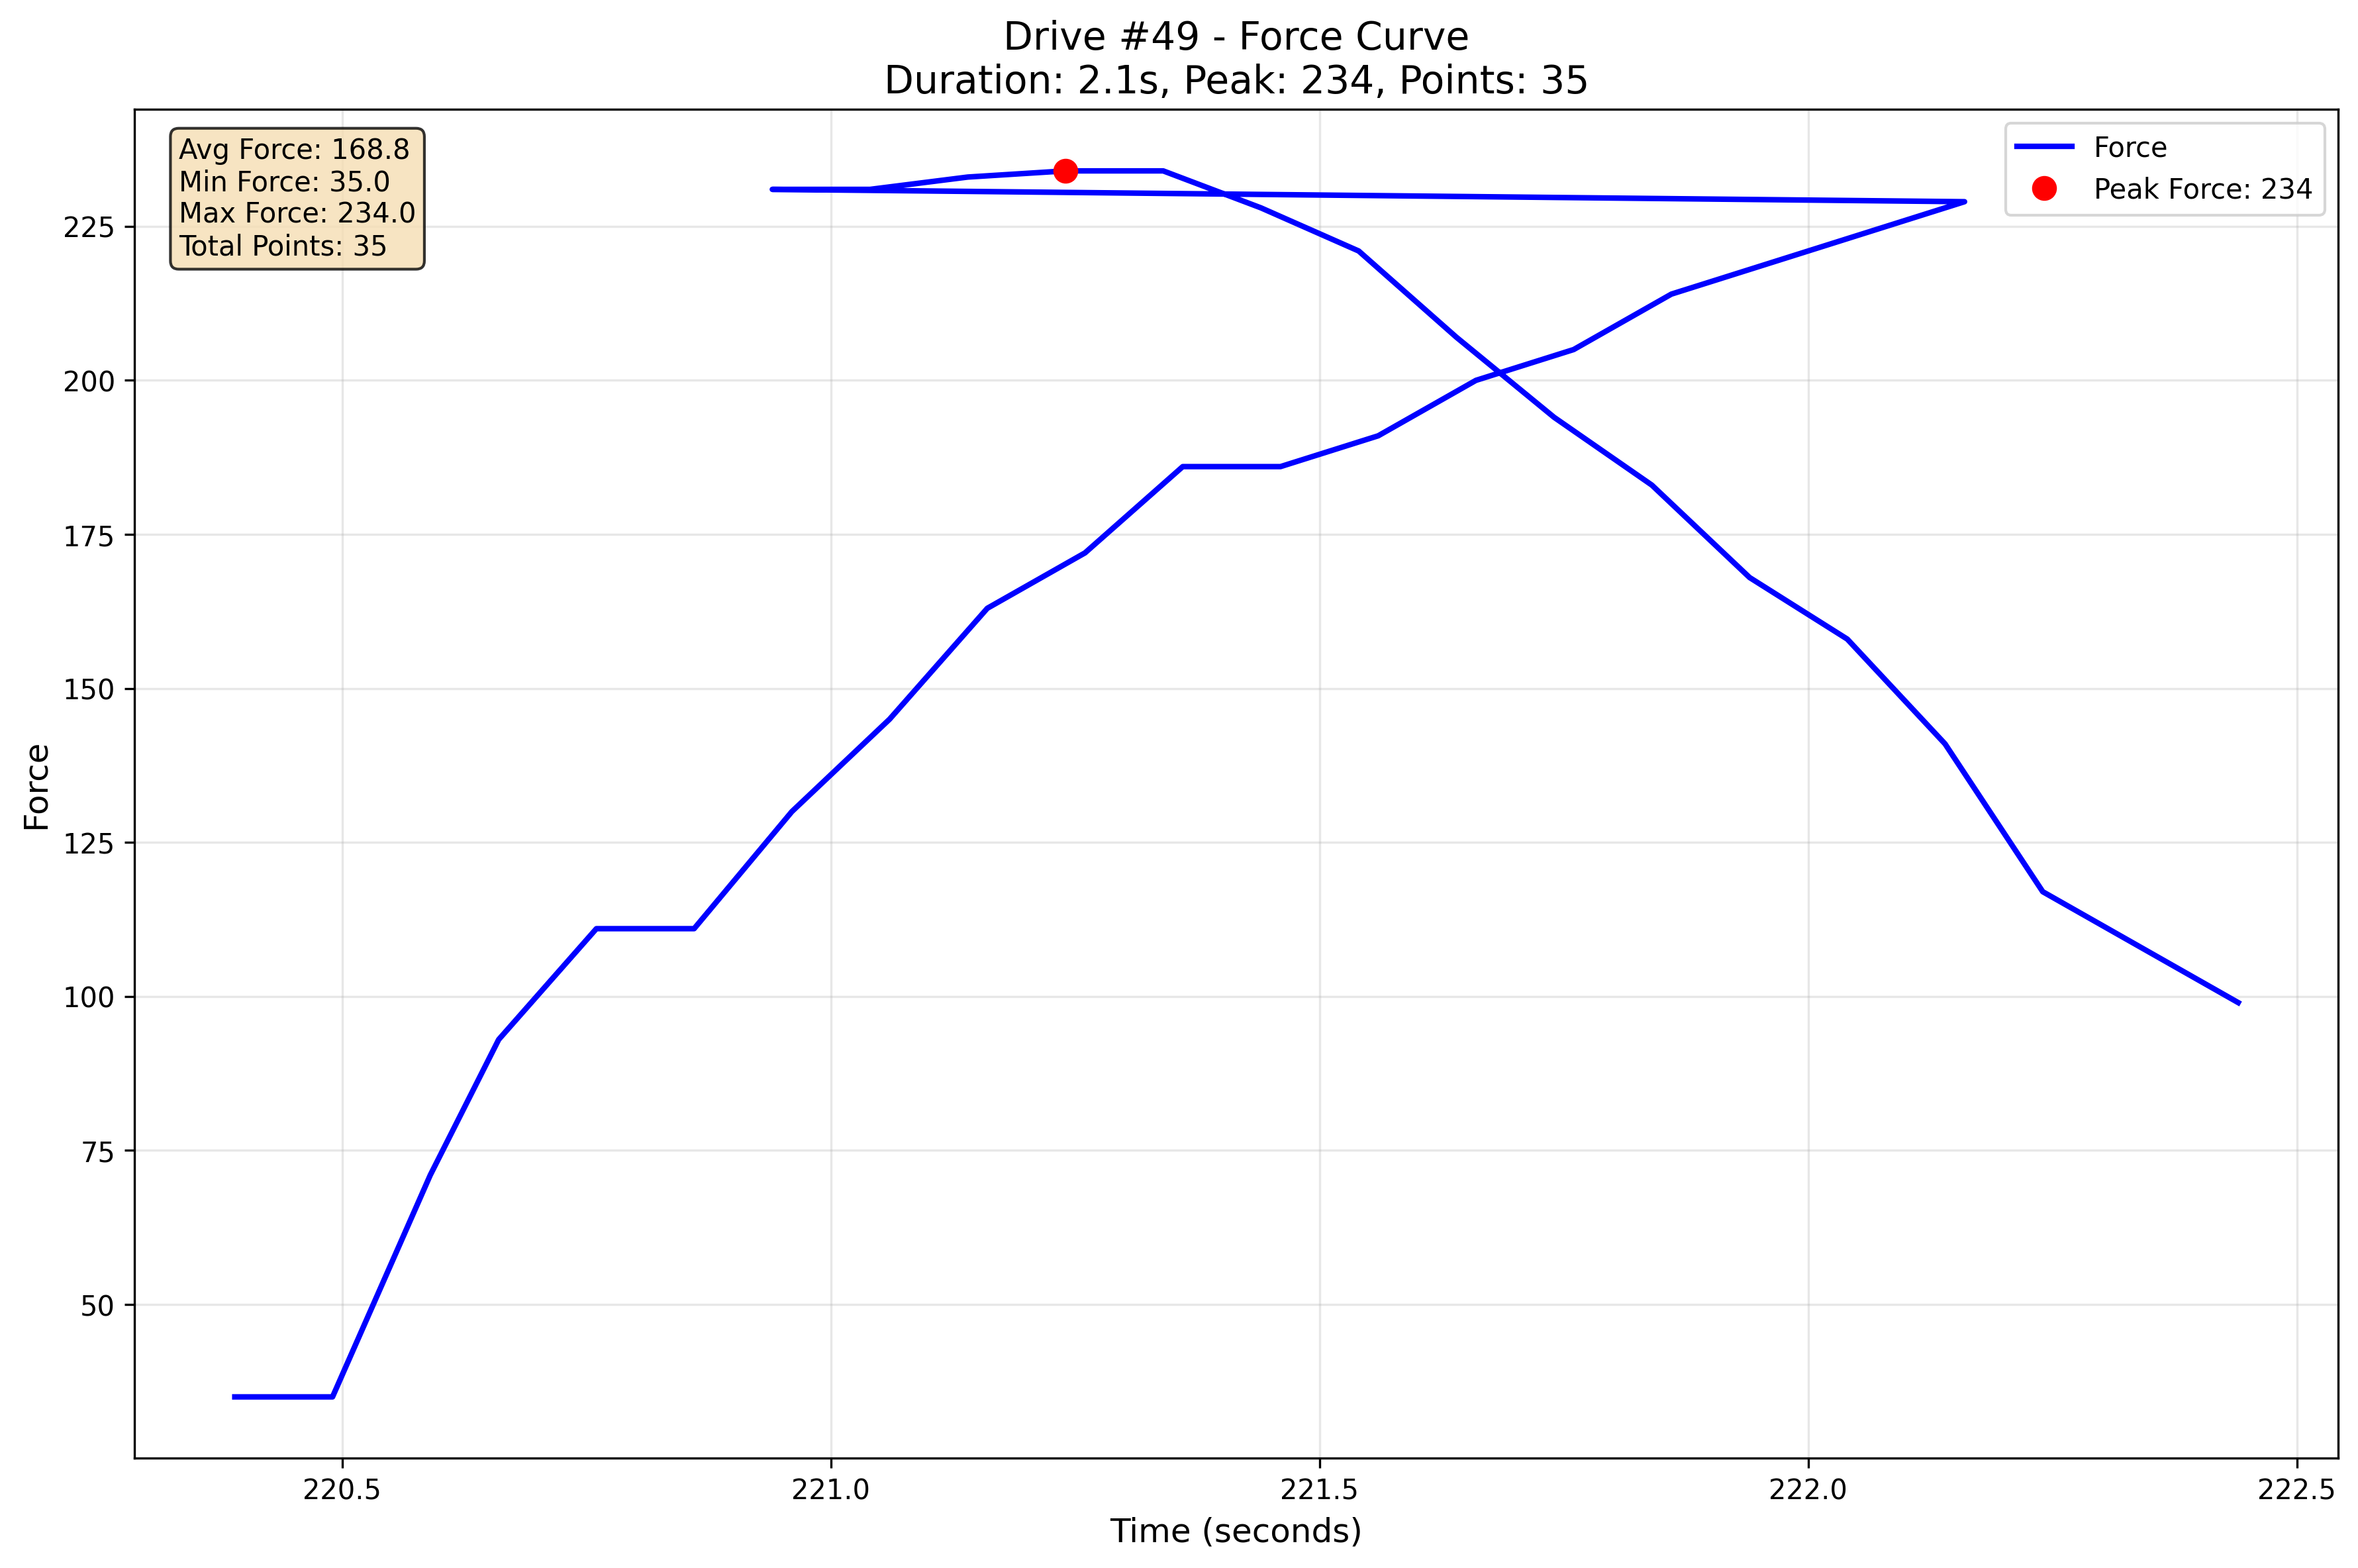 Drive #49 - Force Curve
Duration: 2.1s, Peak: 234, Points: 35
Avg Force: 168.8
Min Force: 35.0
Max Force: 234.0
Total Points: 35
Force
Peak Force: 234
225
200
175
150
125
100
75
50
Force
220.5
221.0
221.5
222.0
222.5
Time (seconds)